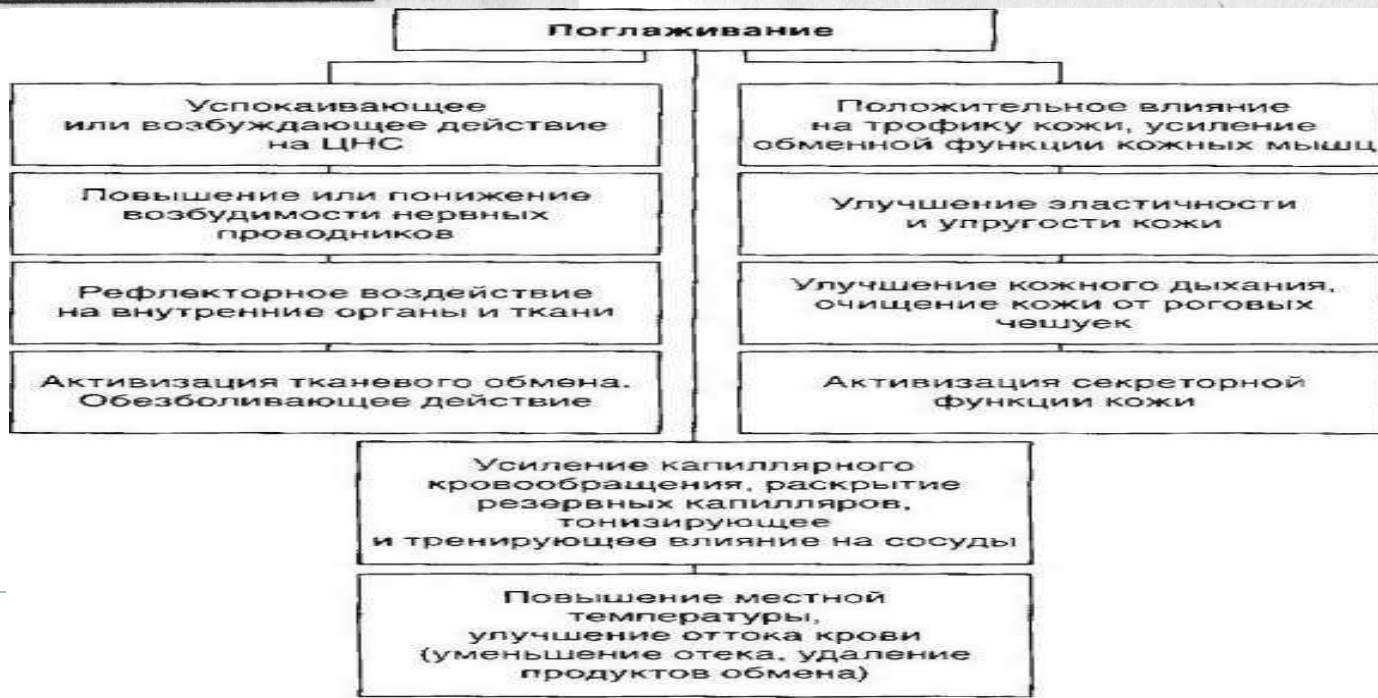 Поглаживание
Успокаивающее
или возбуждающее действие
на ЦНС
Повышение или понижение
возбудимости нервных
проводников
Рефлекторное воздействие
на внутренние органы и ткани
Активизация тканевого обмена.
Обезболивающее действие
Положительное влияние
на трофику кожи, усиление
обменной функции кожных мышц
Улучшение эластичности
и упругости кожи
Улучшение кожного дыхания,
очищение кожи от роговых
чешуек
Активизация секреторной
функции кожи
Усиление капиллярного
кровообращения, раскрытие
резервных капилляров,
тонизирующее
и тренирующее влияние на сосуды
Повышение местной
температуры,
улучшение оттока крови
(уменьшение отека, удаление
продуктов обмена)